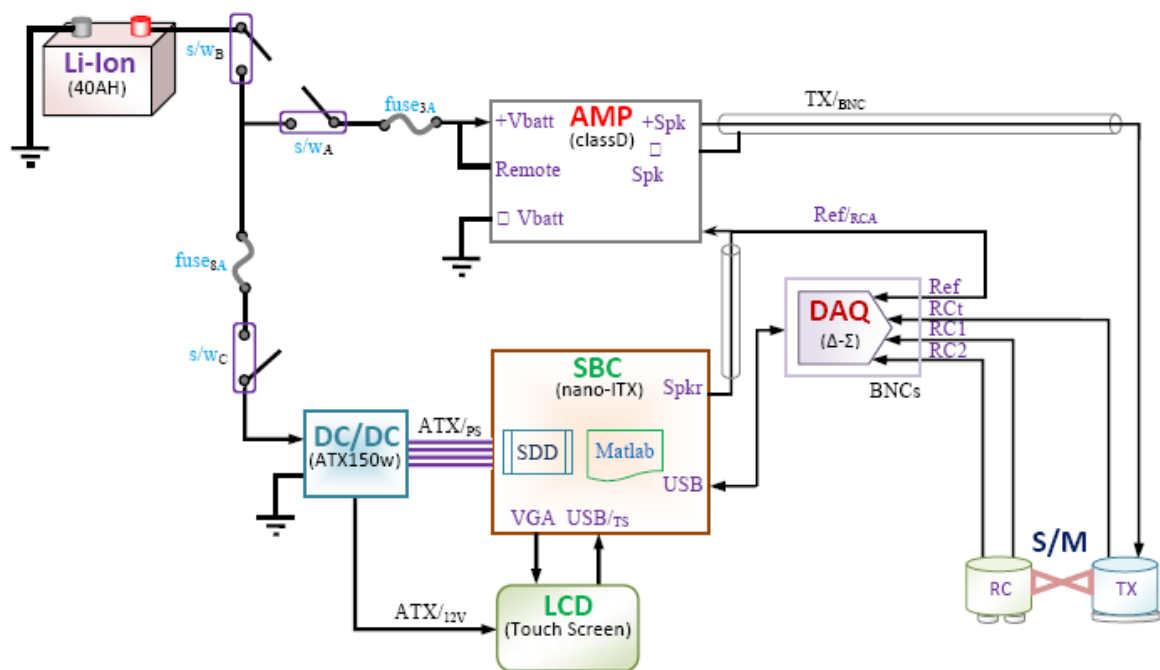 Li-Ion
(40AH)
s/wB
s/wA
fuse3A
+Vbatt
AMP
(classD)
+Spk
□
Spk
Remote
□ Vbatt
TX/BNC
Ref/RCA
fuse8A
s/wC
DAQ
(Δ-Σ)
Ref
RCt
RC1
RC2
BNCs
SBC
(nano-ITX)
Spkr
SDD
Matlab
USB
VGA
USB/TS
DC/DC
(ATX150w)
ATX/PS
ATX/12V
LCD
(Touch Screen)
S/M
RC
TX